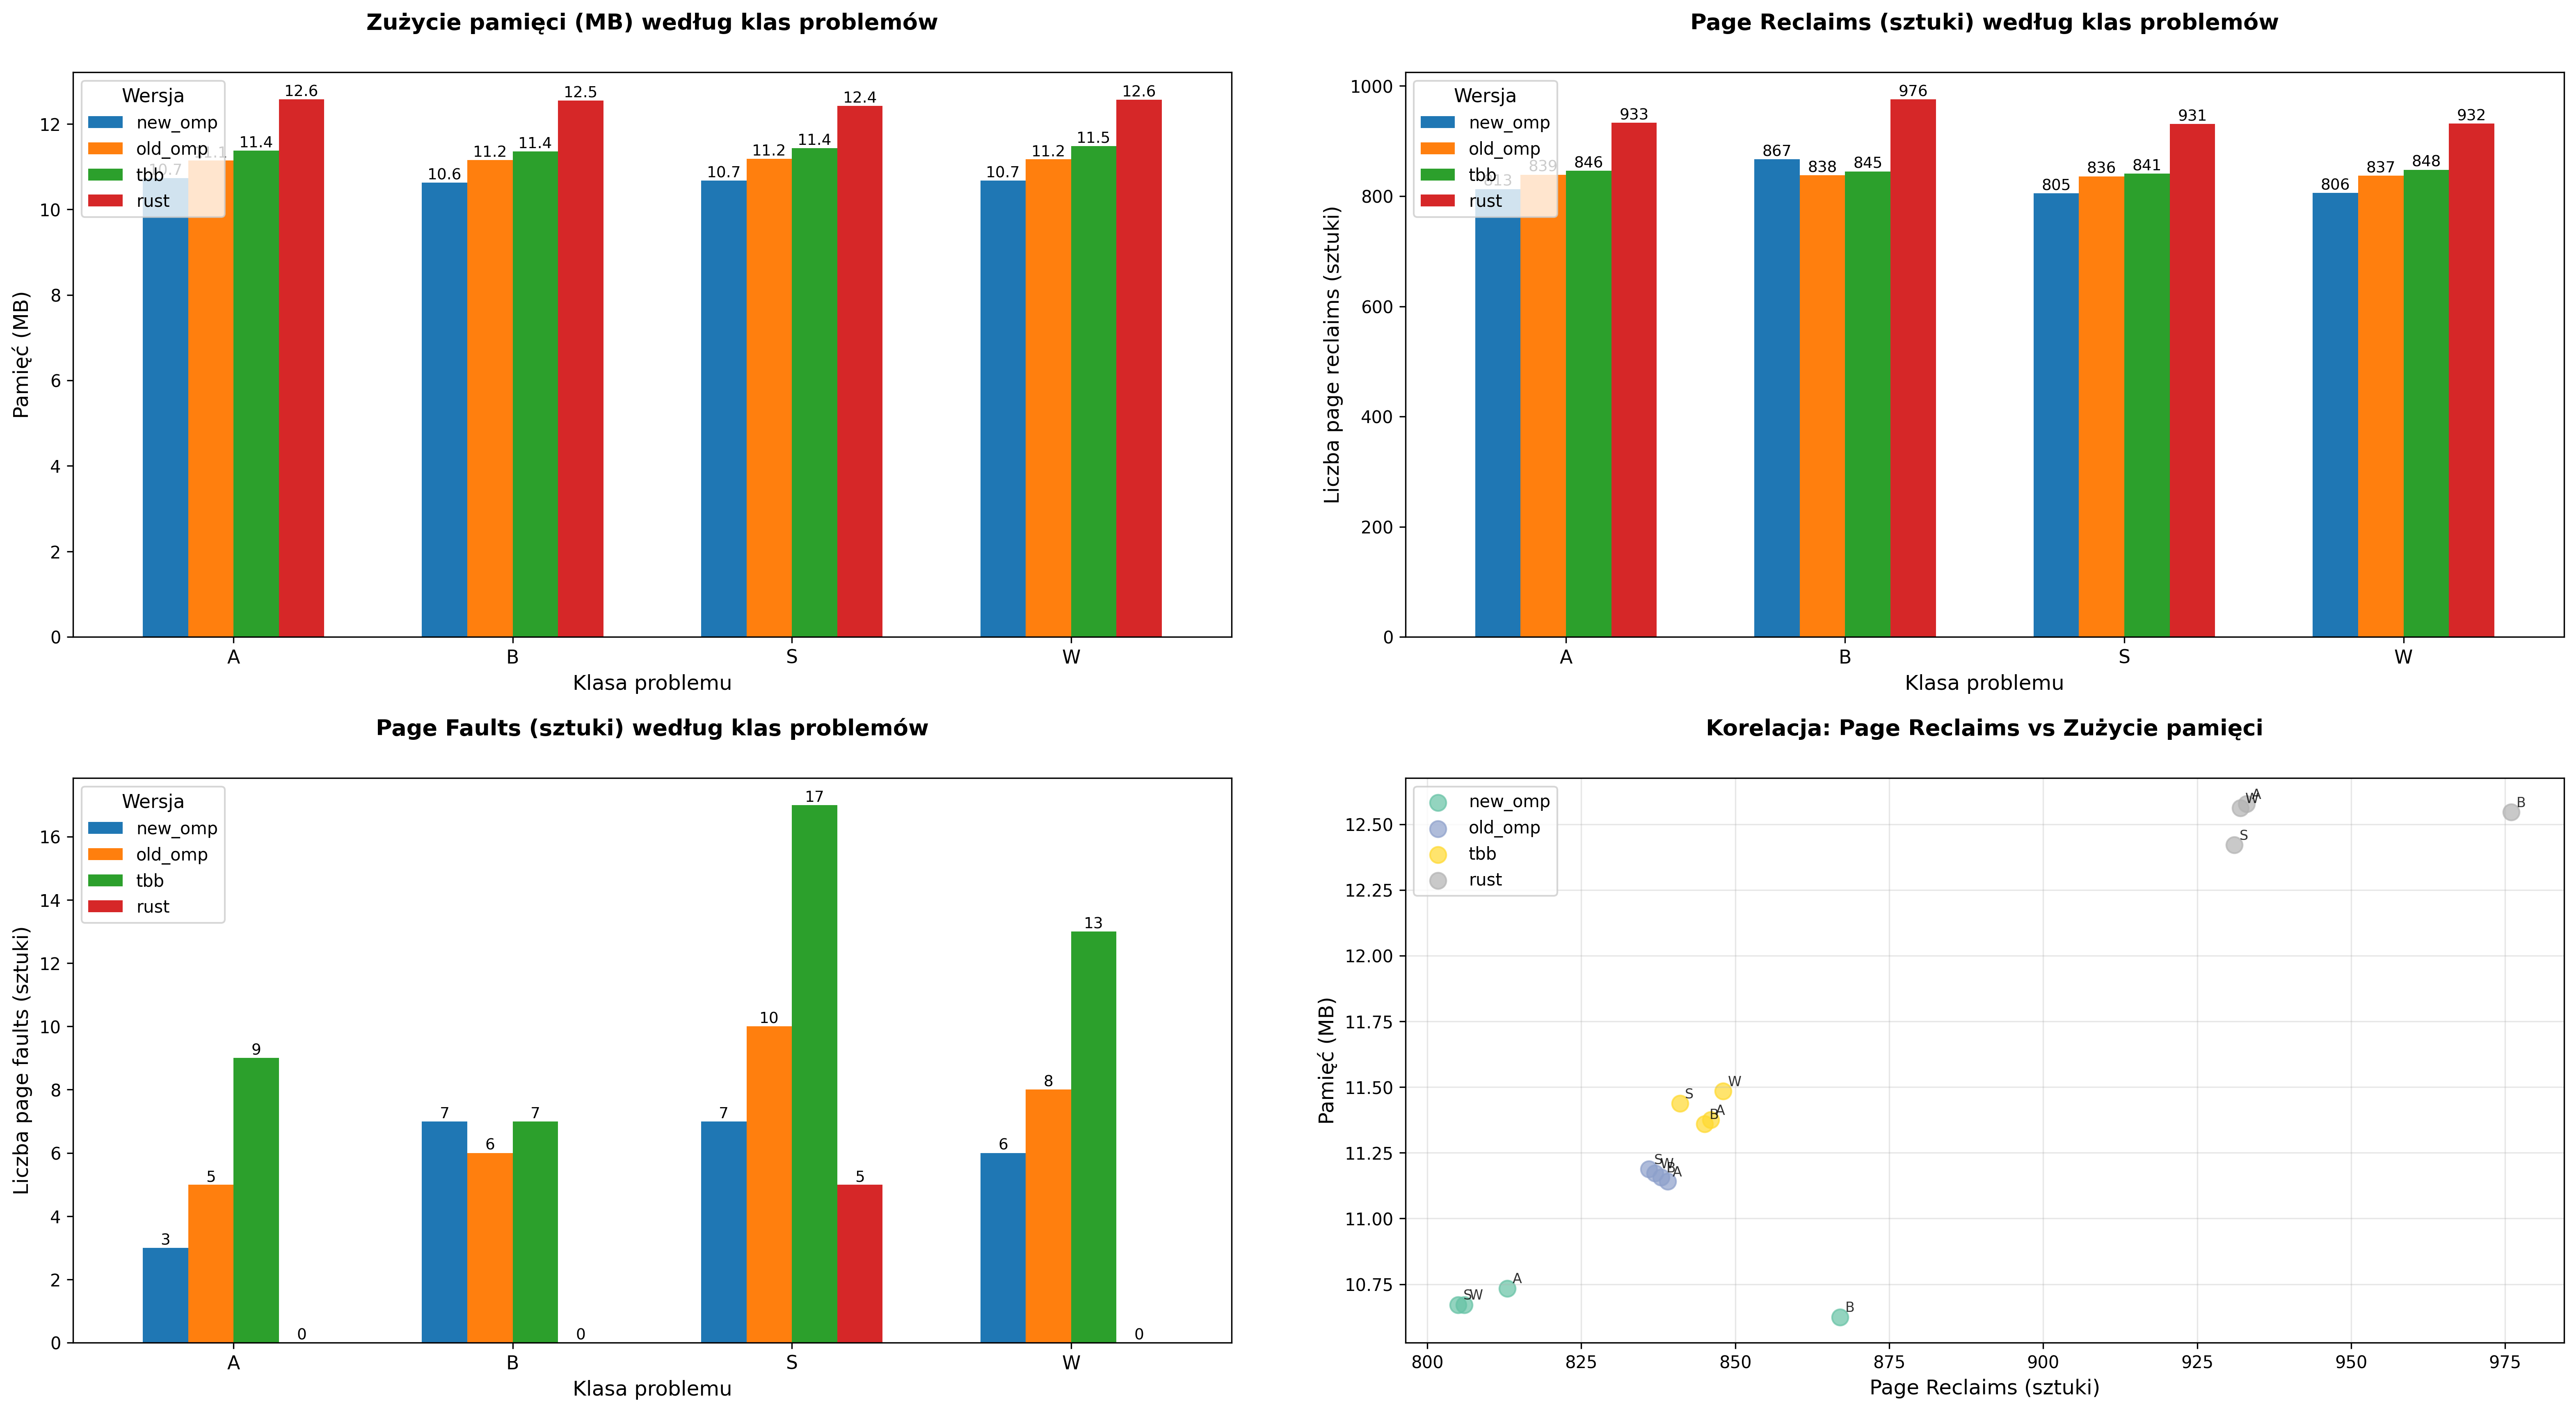 Zużycie pamięci (MB) według klas problemów
Pamięć (MB)
12
10
8
6
4
2
0
Wersja
new_omp
old_omp
tbb
rust
10.7
11.1
11.4
12.6
10.6
11.2
11.4
12.5
10.7
11.2
11.4
12.4
10.7
11.2
11.5
12.6
A B S W
Klasa problemu
Page Reclaims (sztuki) według klas problemów
Liczba page reclaims (sztuki)
1000
800
600
400
200
0
Wersja
new_omp
old_omp
tbb
rust
813
839
846
933
867
838
845
976
805
836
841
931
806
837
848
932
A B S W
Klasa problemu
Page Faults (sztuki) według klas problemów
Liczba page faults (sztuki)
16
14
12
10
8
6
4
2
0
Wersja
new_omp
old_omp
tbb
rust
3
5
9
0
7
6
7
0
7
10
17
5
6
8
13
0
A B S W
Klasa problemu
Korelacja: Page Reclaims vs Zużycie pamięci
Pamięć (MB)
12.50
12.25
12.00
11.75
11.50
11.25
11.00
10.75
new_omp
old_omp
tbb
rust
W A
B
S
W
S
B A
S W B A
A
S W
B
800 825 850 875 900 925 950 975
Page Reclaims (sztuki)